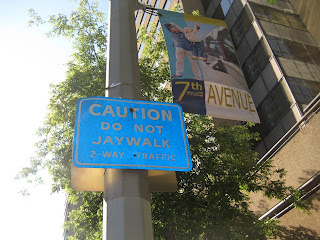 CAUTION
DO NOT
JAYWALK
2-WAY TRAFFIC
7th
AVENUE